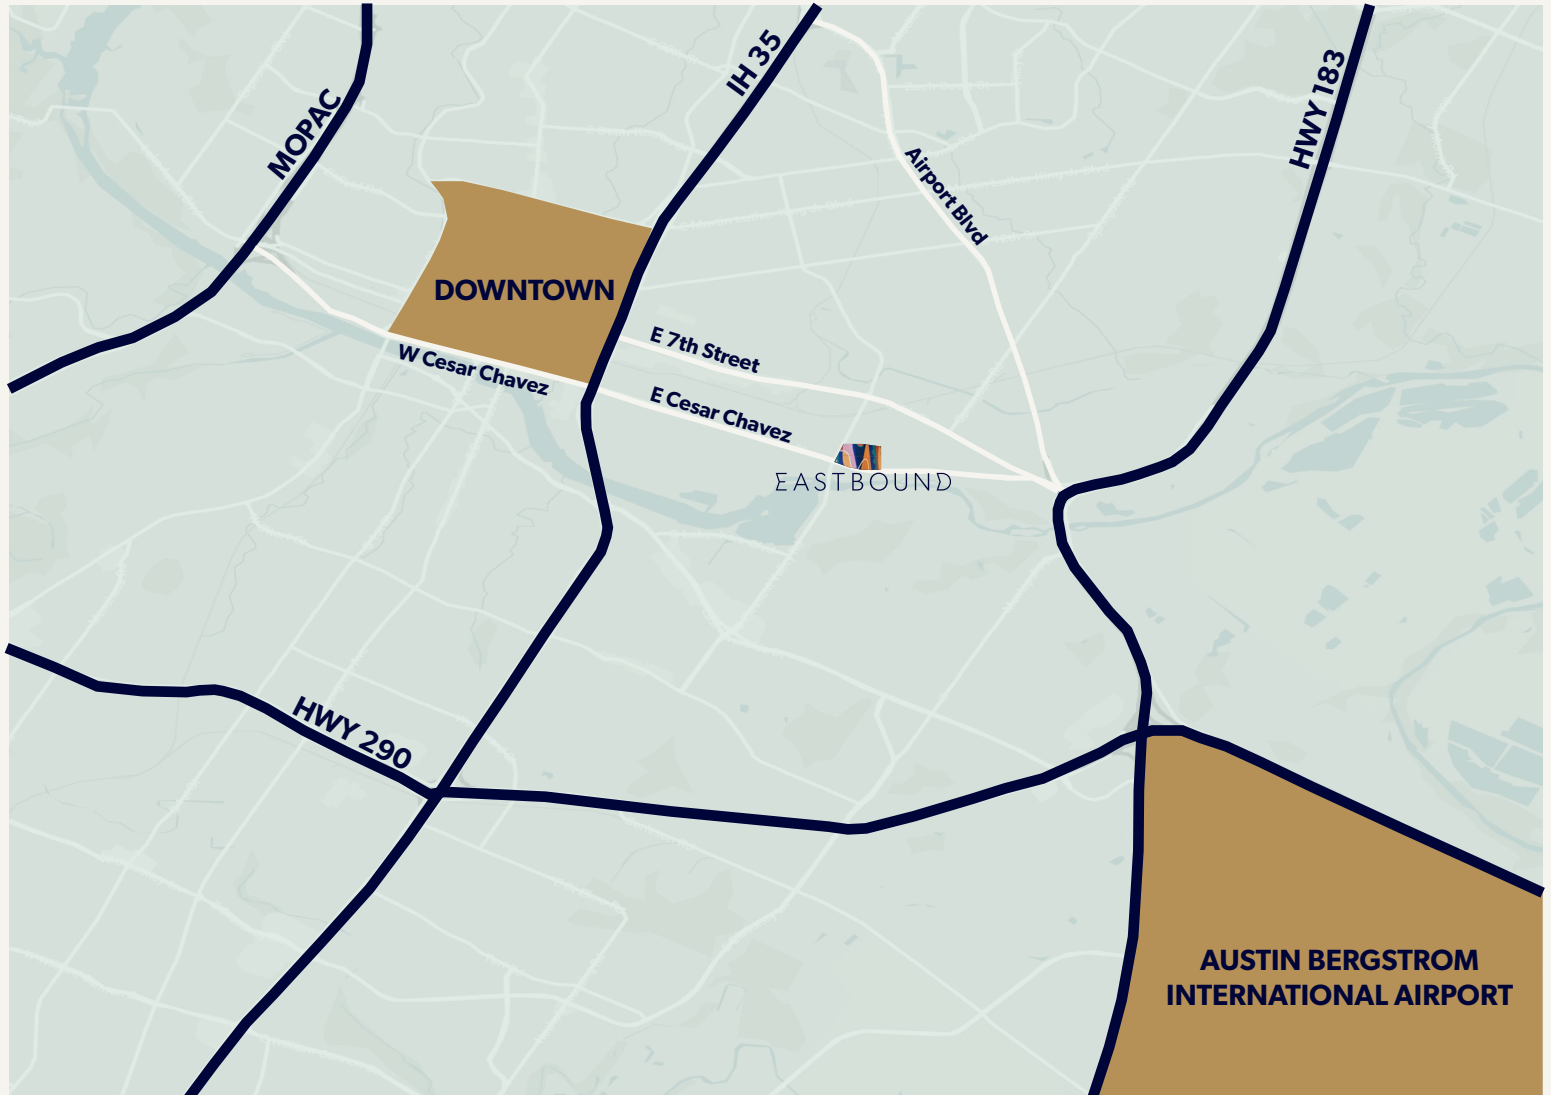 IH 35
HWY 183
MOPAC
Airport Blvd
DOWNTOWN
E 7th Street
W Cesar Chavez
E Cesar Chavez
EASTBOUND
HWY 290
AUSTIN BERGSTROM
INTERNATIONAL AIRPORT